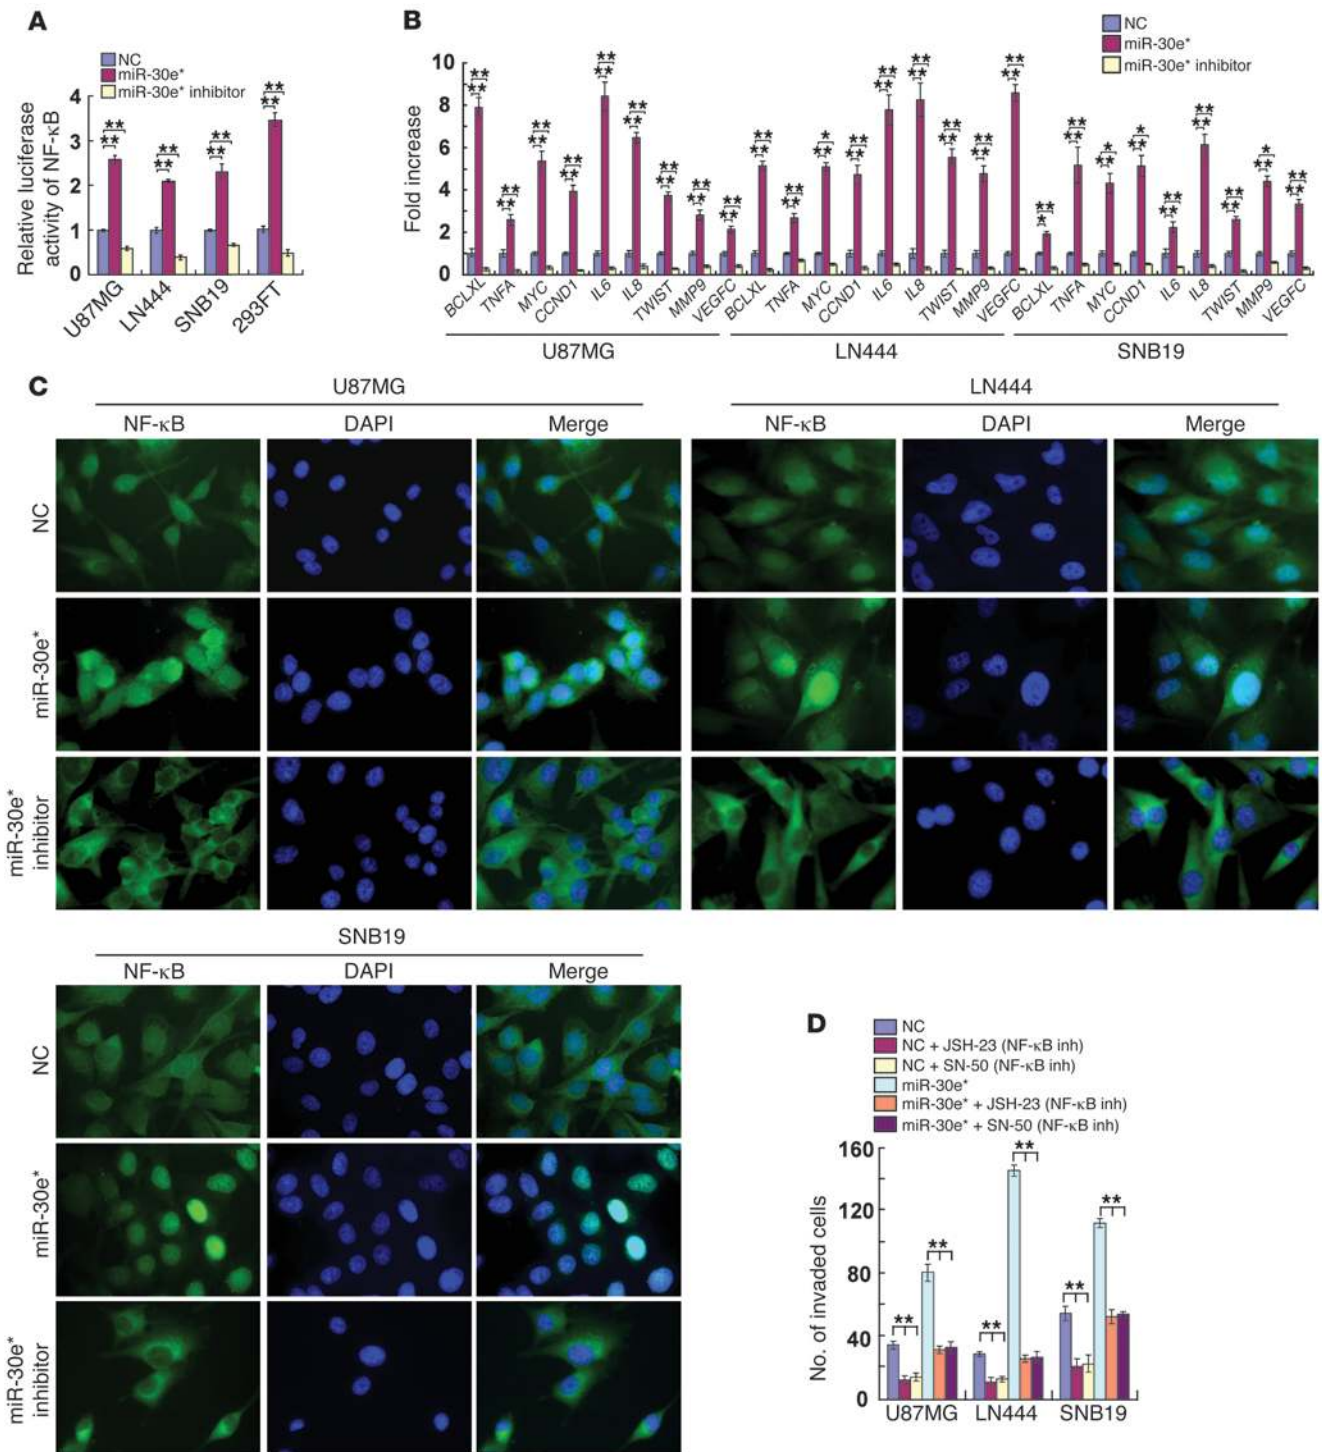 A
NC
miR-30e*
miR-30e* inhibitor
Relative luciferase
activity of NF-κB
4
3
2
1
0
** ** ** ** ** ** ** **
U87MG LN444 SNB19 293FT
B
NC
miR-30e*
miR-30e* inhibitor
Fold increase
10
8
6
4
2
0
BCLXL TNFA MYC CCND1 IL6 IL8 TWIST MMP9 VEGFC BCLXL TNFA MYC CCND1 IL6 IL8 TWIST MMP9 VEGFC BCLXL TNFA MYC CCND1 IL6 IL8 TWIST MMP9 VEGFC
U87MG LN444 SNB19
C
U87MG LN444
NF-κB DAPI Merge NF-κB DAPI Merge
NC
miR-30e*
miR-30e*
inhibitor
SNB19
NF-κB DAPI Merge
NC
miR-30e*
miR-30e*
inhibitor
D
NC
NC + JSH-23 (NF-κB inh)
NC + SN-50 (NF-κB inh)
miR-30e*
miR-30e* + JSH-23 (NF-κB inh)
miR-30e* + SN-50 (NF-κB inh)
No. of invaded cells
160
120
80
40
0
** ** ** ** ** **
U87MG LN444 SNB19